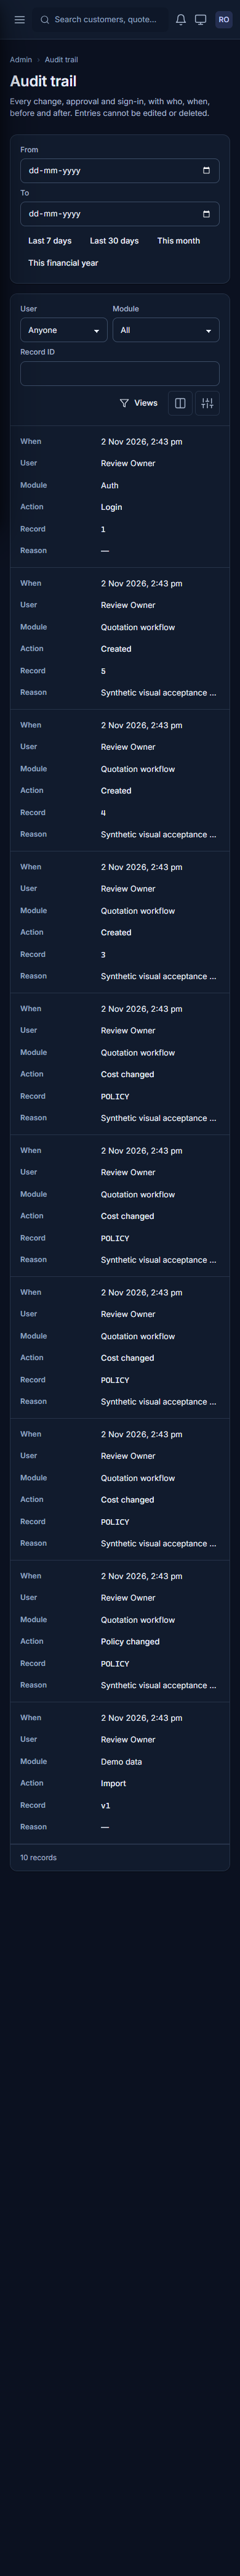 Search customers, quote...
RO
Admin › Audit trail
Audit trail
Every change, approval and sign-in, with who, when,
before and after. Entries cannot be edited or deleted.
From
dd-mm-yyyy
To
dd-mm-yyyy
Last 7 days Last 30 days This month
This financial year
User Module
Anyone All
Record ID
Views
When 2 Nov 2026, 2:43 pm
User Review Owner
Module Auth
Action Login
Record 1
Reason —
When 2 Nov 2026, 2:43 pm
User Review Owner
Module Quotation workflow
Action Created
Record 5
Reason Synthetic visual acceptance ...
When 2 Nov 2026, 2:43 pm
User Review Owner
Module Quotation workflow
Action Created
Record 4
Reason Synthetic visual acceptance ...
When 2 Nov 2026, 2:43 pm
User Review Owner
Module Quotation workflow
Action Created
Record 3
Reason Synthetic visual acceptance ...
When 2 Nov 2026, 2:43 pm
User Review Owner
Module Quotation workflow
Action Cost changed
Record POLICY
Reason Synthetic visual acceptance ...
When 2 Nov 2026, 2:43 pm
User Review Owner
Module Quotation workflow
Action Cost changed
Record POLICY
Reason Synthetic visual acceptance ...
When 2 Nov 2026, 2:43 pm
User Review Owner
Module Quotation workflow
Action Cost changed
Record POLICY
Reason Synthetic visual acceptance ...
When 2 Nov 2026, 2:43 pm
User Review Owner
Module Quotation workflow
Action Cost changed
Record POLICY
Reason Synthetic visual acceptance ...
When 2 Nov 2026, 2:43 pm
User Review Owner
Module Quotation workflow
Action Policy changed
Record POLICY
Reason Synthetic visual acceptance ...
When 2 Nov 2026, 2:43 pm
User Review Owner
Module Demo data
Action Import
Record v1
Reason —
10 records